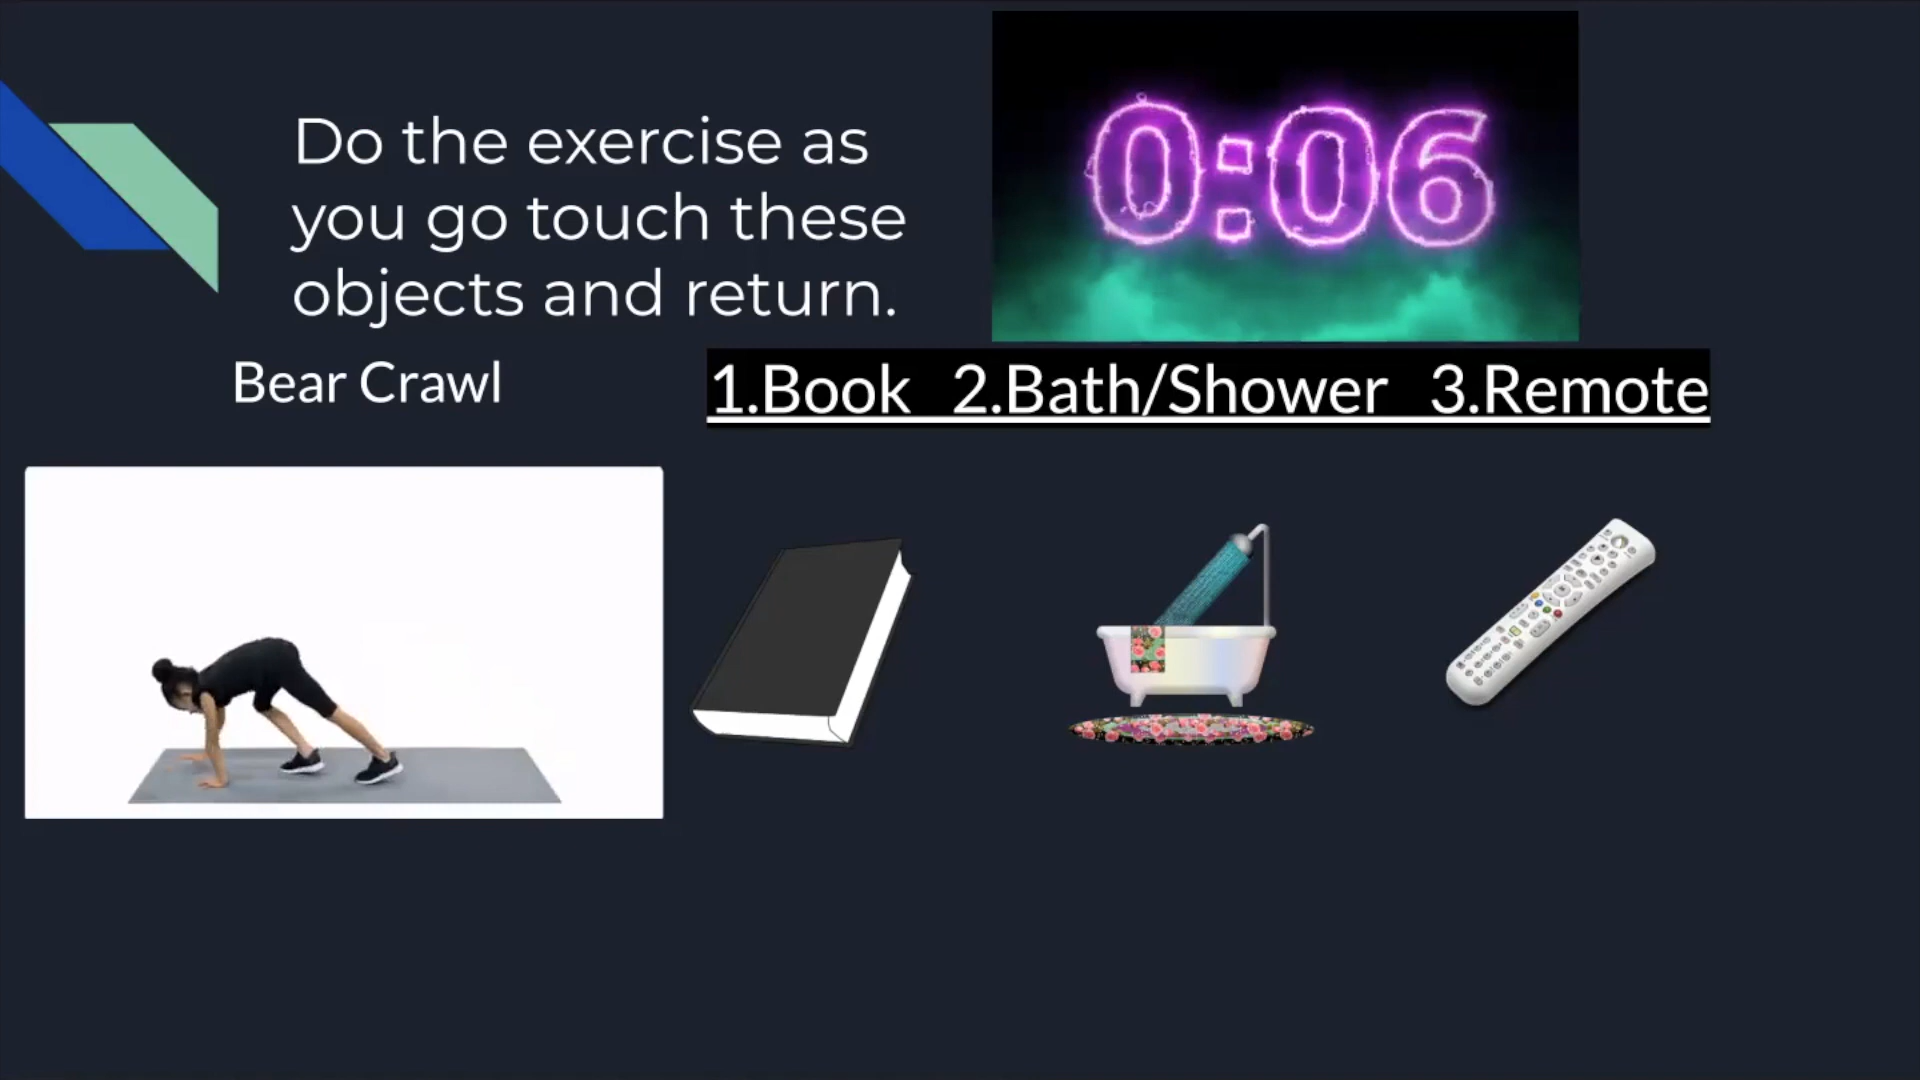 Do the exercise as
you go touch these
objects and return.
0:06
Bear Crawl
1.Book 2.Bath/Shower 3.Remote